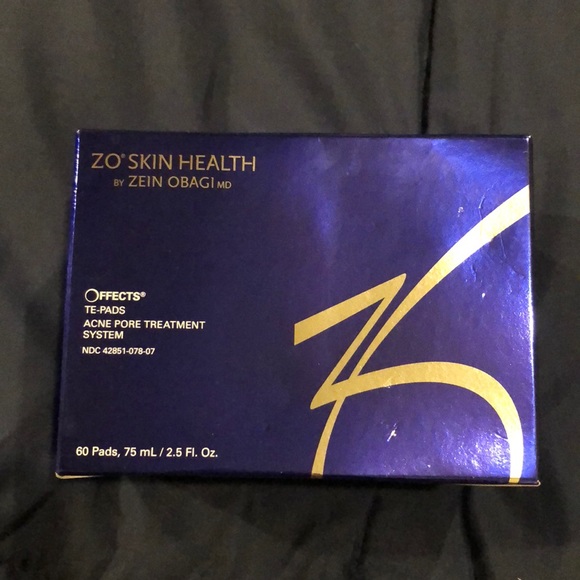 ZO® SKIN HEALTH
BY ZEIN OBAGI MD
OFFECTS®
TE-PADS
ACNE PORE TREATMENT
SYSTEM
NDC 42851-078-07
60 Pads, 75 mL / 2.5 Fl. Oz.